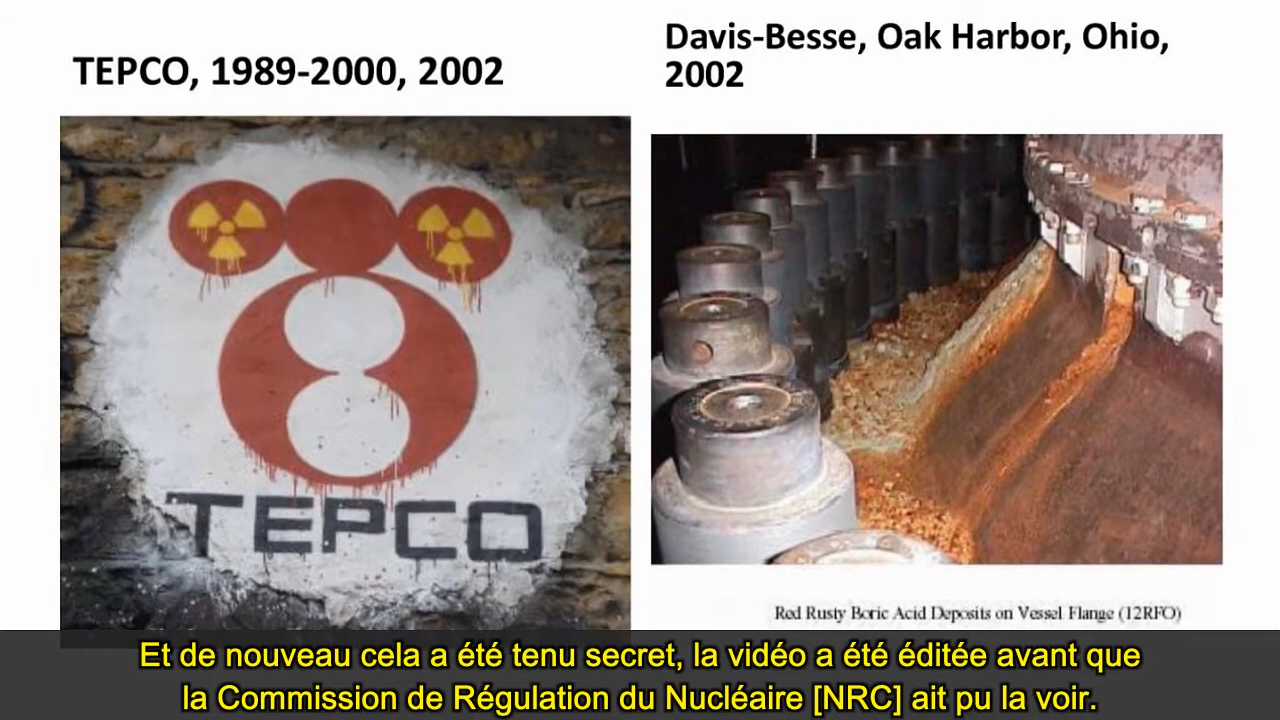 TEPCO, 1989-2000, 2002
Davis-Besse, Oak Harbor, Ohio,
2002
TEPCO
Red Rusty Boric Acid Deposits on Vessel Flange (12RFO)
Et de nouveau cela a été tenu secret, la vidéo a été éditée avant que
la Commission de Régulation du Nucléaire [NRC] ait pu la voir.